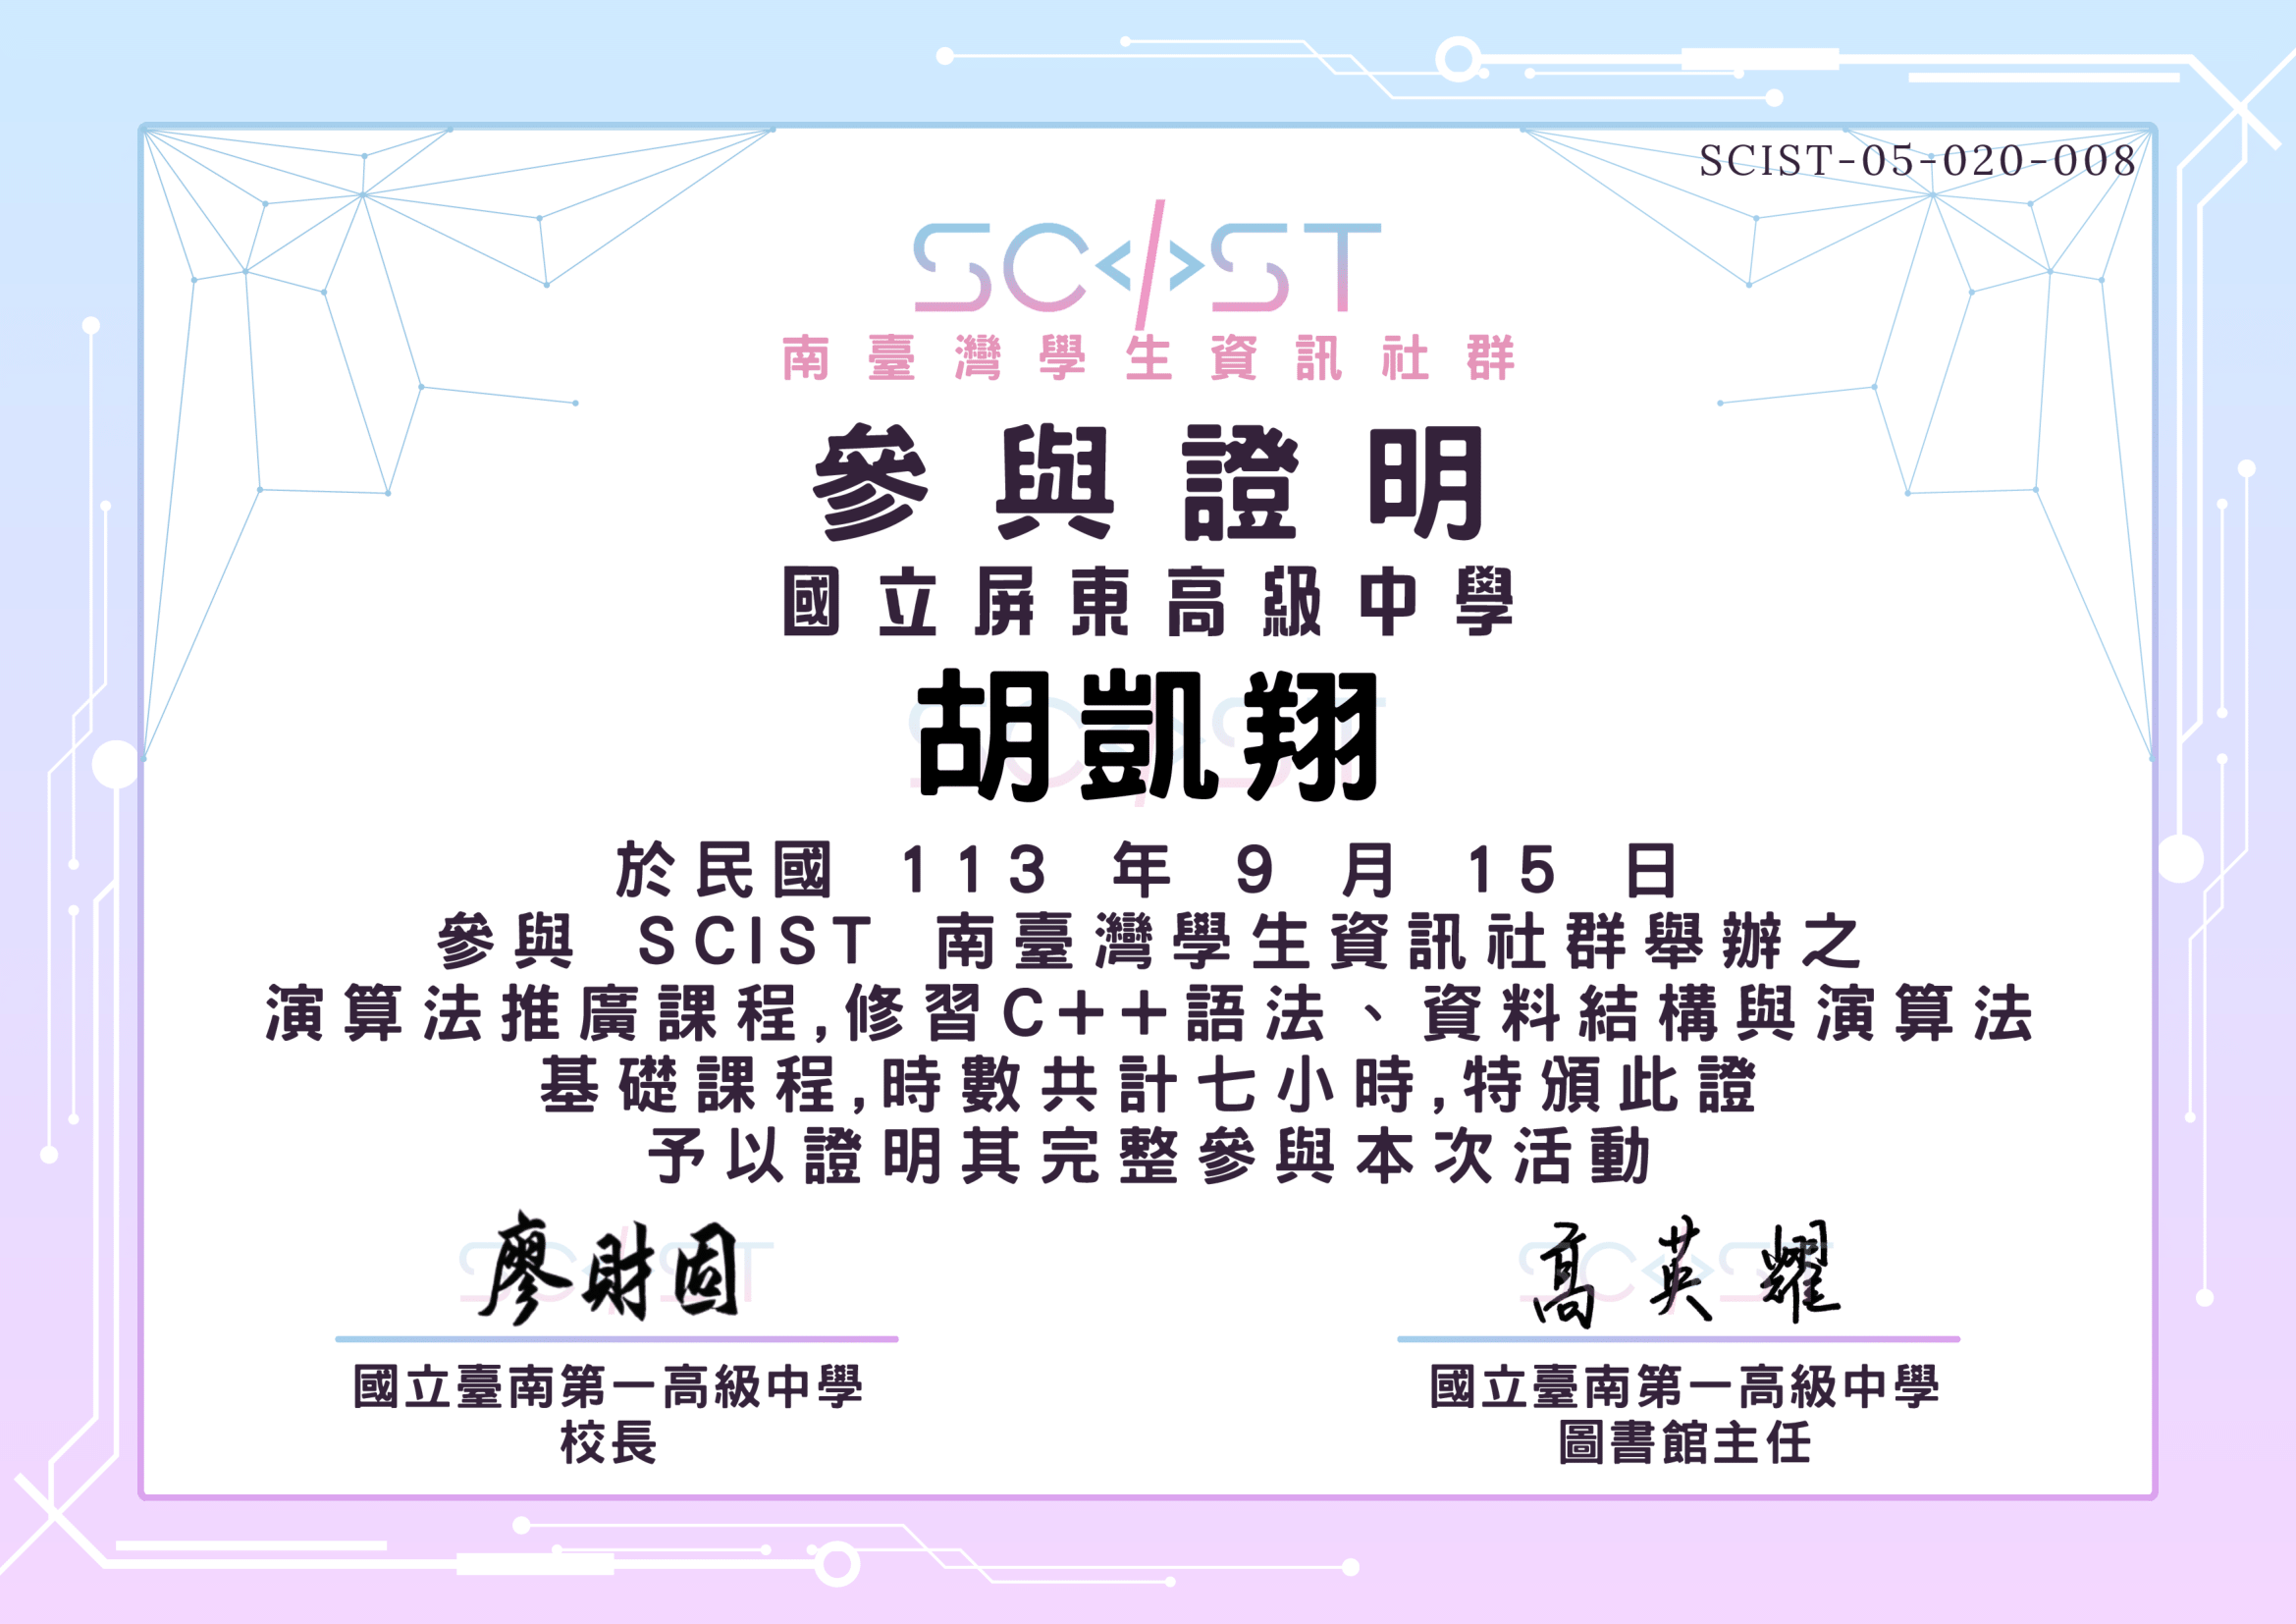 SCIST-05-020-008
SC</>ST
南臺灣學生資訊社群
參與證明
國立屏東高級中學
胡凱翔
於民國 113 年 9 月 15 日
參與 SCIST 南臺灣學生資訊社群舉辦之
演算法推廣課程,修習C++語法、資料結構與演算法
基礎課程,時數共計七小時,特頒此證
予以證明其完整參與本次活動
廖財固
高英耀
國立臺南第一高級中學
校長
國立臺南第一高級中學
圖書館主任